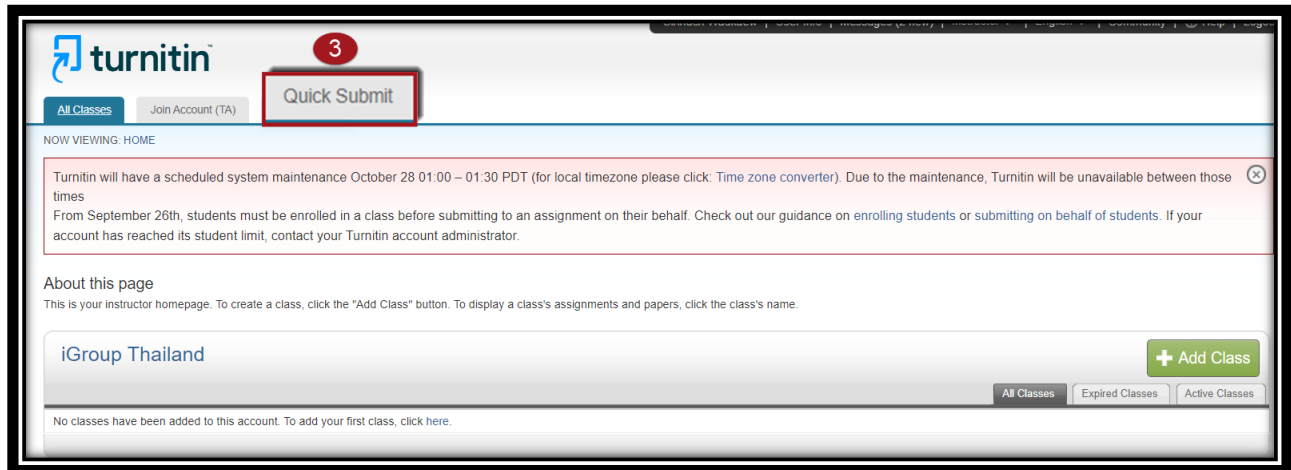 turnitin
3
All Classes
Join Account (TA)
Quick Submit
NOW VIEWING: HOME
Turnitin will have a scheduled system maintenance October 28 01:00 – 01:30 PDT (for local timezone please click: Time zone converter). Due to the maintenance, Turnitin will be unavailable between those
times
From September 26th, students must be enrolled in a class before submitting to an assignment on their behalf. Check out our guidance on enrolling students or submitting on behalf of students. If your
account has reached its student limit, contact your Turnitin account administrator.
About this page
This is your instructor homepage. To create a class, click the "Add Class" button. To display a class's assignments and papers, click the class's name.
iGroup Thailand
Add Class
All Classes
Expired Classes
Active Classes
No classes have been added to this account. To add your first class, click here.